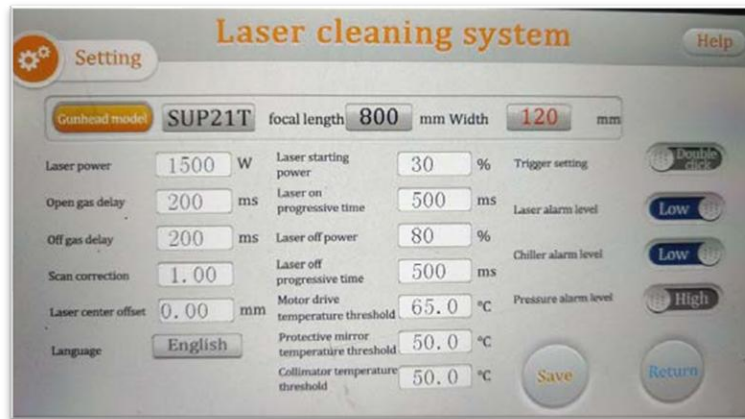 Laser cleaning system
Setting
Help
Gunhead model SUP21T focal length 800 mm Width 120 mm
Laser power 1500 W
Open gas delay 200 ms
Off gas delay 200 ms
Scan correction 1.00
Laser center offset 0.00 mm
Language English
Laser starting
power 30 %
Laser on
progressive time 500 ms
Laser off power 80 %
Laser off
progressive time 500 ms
Motor drive
temperature threshold 65.0 °C
Protective mirror
temperature threshold 50.0 °C
Collimator temperature
threshold 50.0 °C
Trigger setting Double
click
Laser alarm level Low
Chiller alarm level Low
Pressure alarm level High
Save
Return